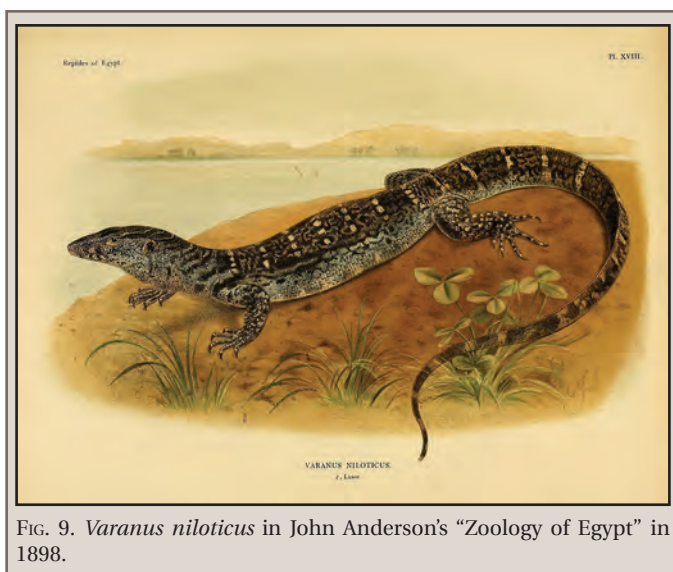 Reptiles of Egypt.
Pl. XVIII.
VARANUS NILOTICUS.
Luxor
FIG. 9. Varanus niloticus in John Anderson's “Zoology of Egypt” in
1898.